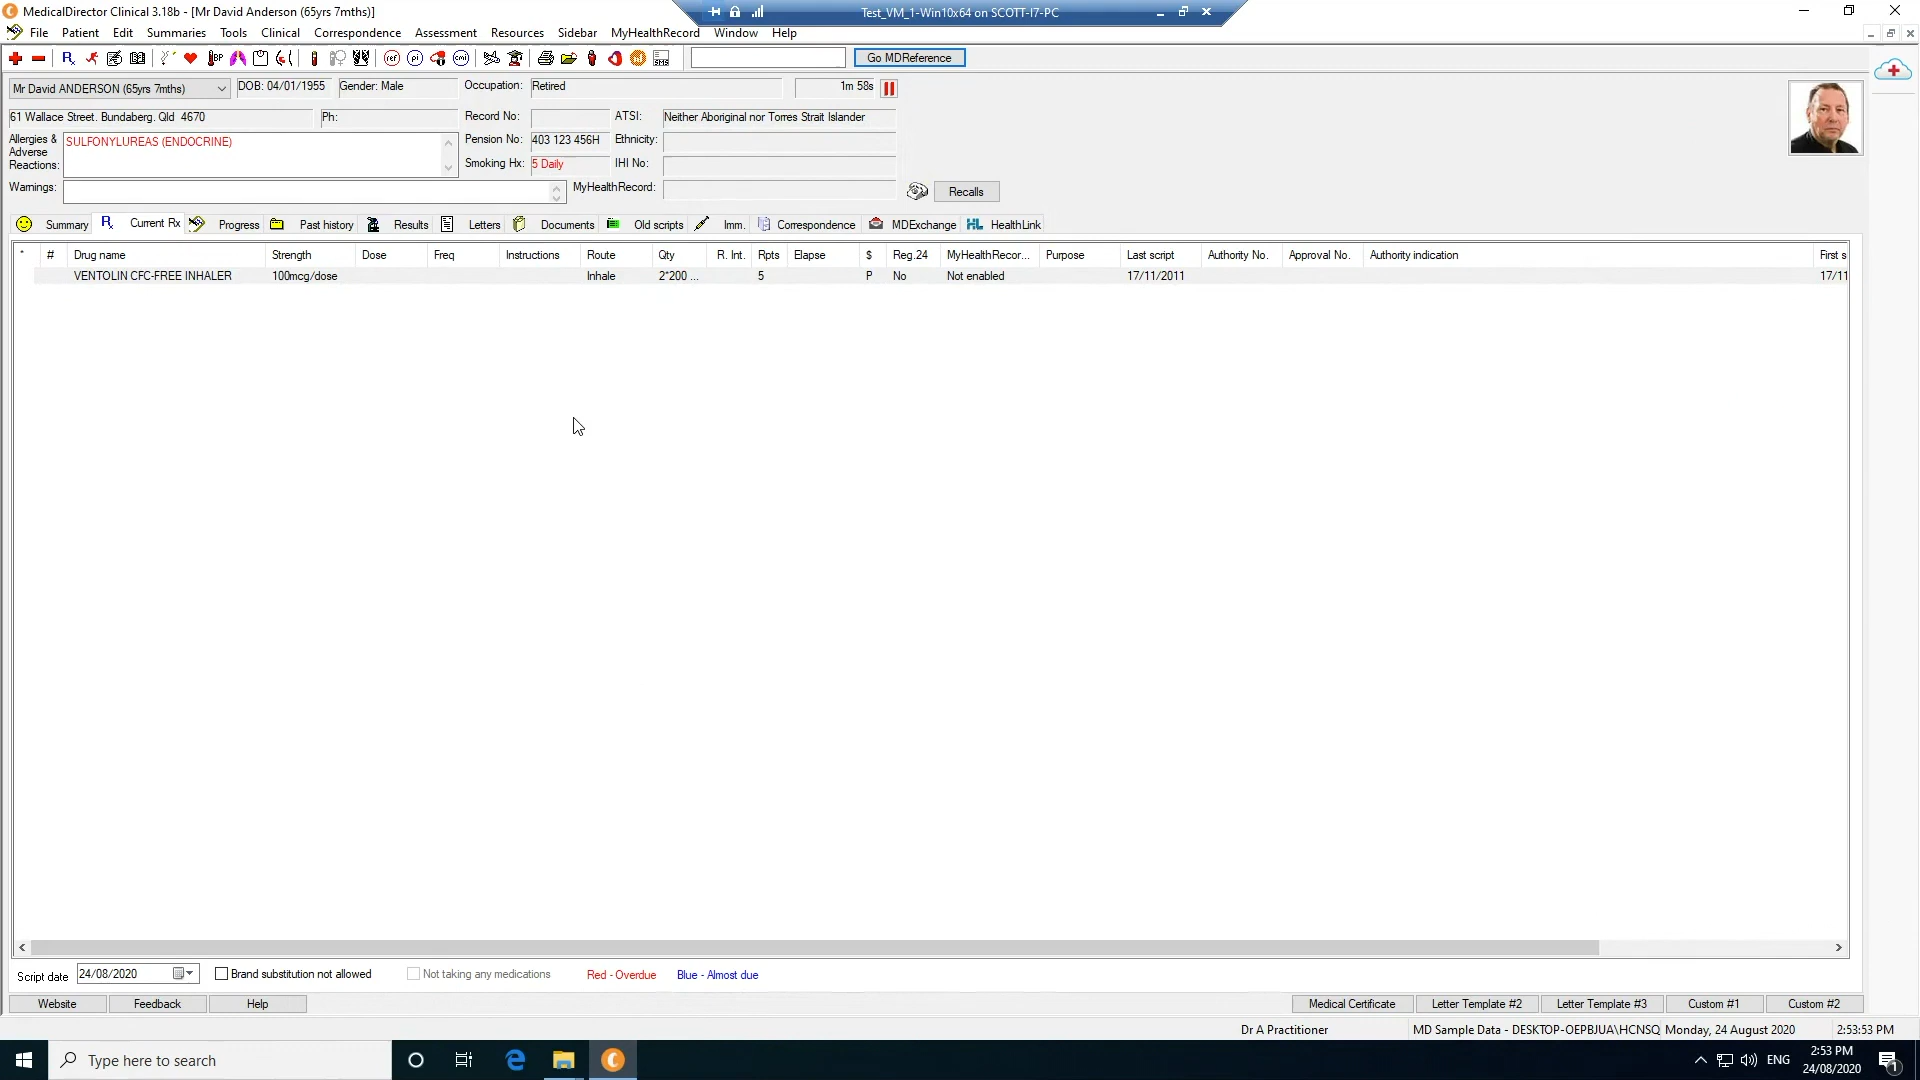 MedicalDirector Clinical 3.18b - [Mr David Anderson (65yrs 7mths)]
Test_VM_1-Win10x64 on SCOTT-I7-PC
File Patient Edit Summaries Tools Clinical Correspondence Assessment Resources Sidebar MyHealthRecord Window Help
Go MDReference
Mr David ANDERSON (65yrs 7mths) DOB: 04/01/1955 Gender: Male Occupation: Retired 1m 58s
61 Wallace Street. Bundaberg. Qld 4670 Ph: Record No: ATSI: Neither Aboriginal nor Torres Strait Islander
Allergies & Adverse Reactions: SULFONYLUREAS (ENDOCRINE) Pension No: 403 123 456H Ethnicity:
Smoking Hx: 5 Daily IHI No:
Warnings: MyHealthRecord: Recalls
Summary Current Rx Progress Past history Results Letters Documents Old scripts Imm. Correspondence MDExchange HealthLink
* # Drug name Strength Dose Freq Instructions Route Qty R. Int. Rpts Elapse $ Reg.24 MyHealthRecor... Purpose Last script Authority No. Approval No. Authority indication First s
VENTOLIN CFC-FREE INHALER 100mcg/dose Inhale 2*200 ... 5 P No Not enabled 17/11/2011 17/11
Script date 24/08/2020 Brand substitution not allowed Not taking any medications Red - Overdue Blue - Almost due
Website Feedback Help Medical Certificate Letter Template #2 Letter Template #3 Custom #1 Custom #2
Dr A Practitioner MD Sample Data - DESKTOP-OEPBJUA\HCNSQ Monday, 24 August 2020 2:53:53 PM
Type here to search ENG 2:53 PM
24/08/2020 1